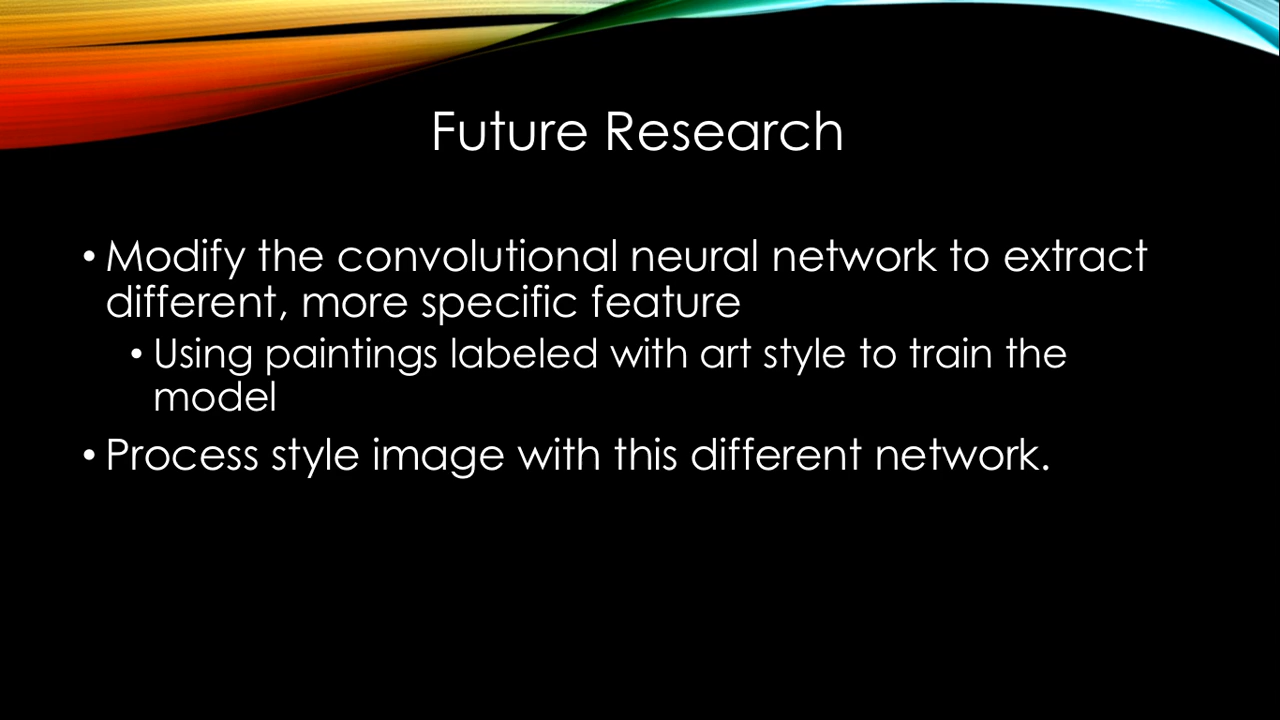 Future Research
• Modify the convolutional neural network to extract
different, more specific feature
• Using paintings labeled with art style to train the
model
• Process style image with this different network.